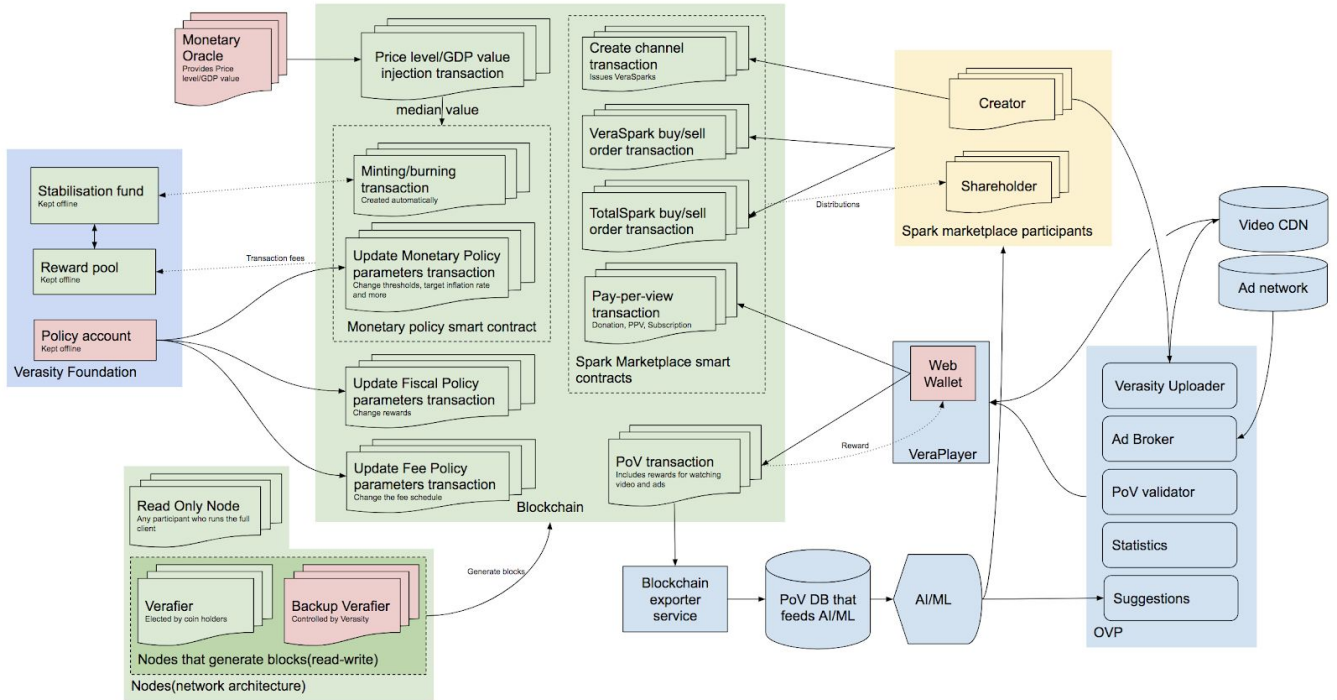 Monetary
Oracle
Provides Price
level/GDP value
Price level/GDP value
injection transaction
median value
Minting/burning
transaction
Created automatically
Update Monetary Policy
parameters transaction
Change thresholds, target inflation rate
and more
Monetary policy smart contract
Update Fiscal Policy
parameters transaction
Change rewards
Update Fee Policy
parameters transaction
Change the fee schedule
Blockchain
Stabilisation fund
Kept offline
Reward pool
Kept offline
Policy account
Kept offline
Verasity Foundation
Transaction fees
Create channel
transaction
Issues VeraSparks
VeraSpark buy/sell
order transaction
TotalSpark buy/sell
order transaction
Pay-per-view
transaction
Donation, PPV, Subscription
Spark Marketplace smart
contracts
PoV transaction
Includes rewards for watching
video and ads
Creator
Shareholder
Spark marketplace participants
Distributions
Reward
Web
Wallet
VeraPlayer
Video CDN
Ad network
Verasity Uploader
Ad Broker
PoV validator
Statistics
Suggestions
OVP
Read Only Node
Any participant who runs the full
client
Verafier
Elected by coin holders
Backup Verafier
Controlled by Verasity
Nodes that generate blocks(read-write)
Nodes(network architecture)
Generate blocks
Blockchain
exporter
service
PoV DB that
feeds AI/ML
AI/ML